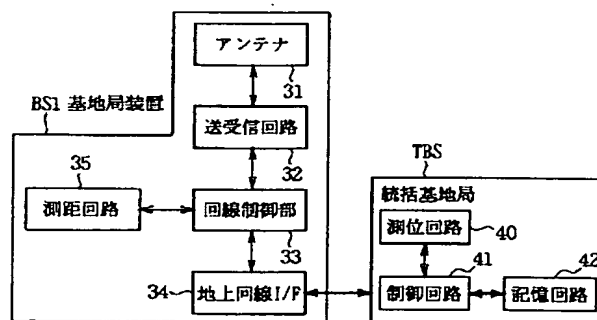 アンテナ
31
BS1 基地局装置
送受信回路
32
35
測距回路
回線制御部
33
34
地上回線I/F
TBS
統括基地局
測位回路
40
41
制御回路
42
記憶回路